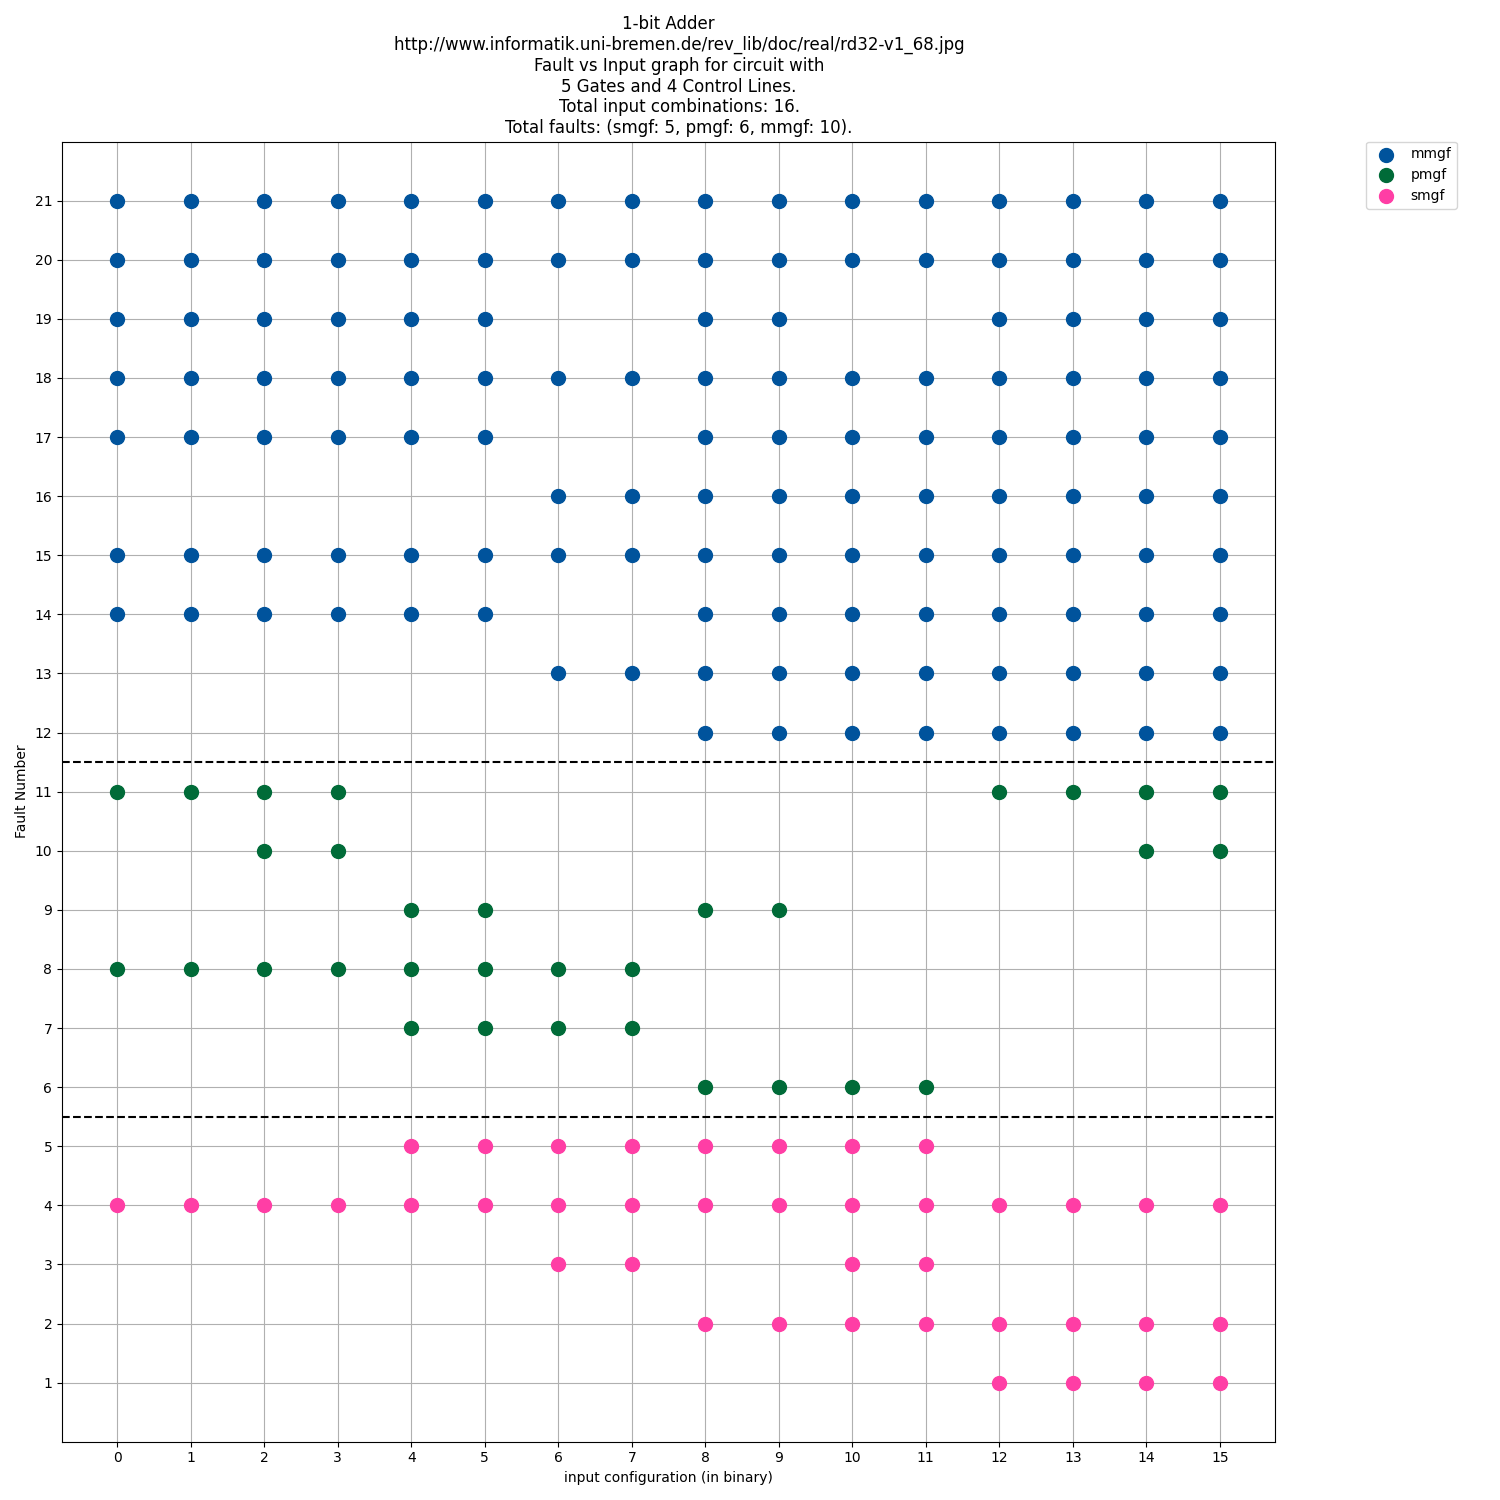 1-bit Adder
http://www.informatik.uni-bremen.de/rev_lib/doc/real/rd32-v1_68.jpg
Fault vs Input graph for circuit with
5 Gates and 4 Control Lines.
Total input combinations: 16.
Total faults: (smgf: 5, pmgf: 6, mmgf: 10).
mmgf
pmgf
smgf
21
20
19
18
17
16
15
14
13
12
11
10
9
8
7
6
5
4
3
2
1
Fault Number
0 1 2 3 4 5 6 7 8 9 10 11 12 13 14 15
input configuration (in binary)